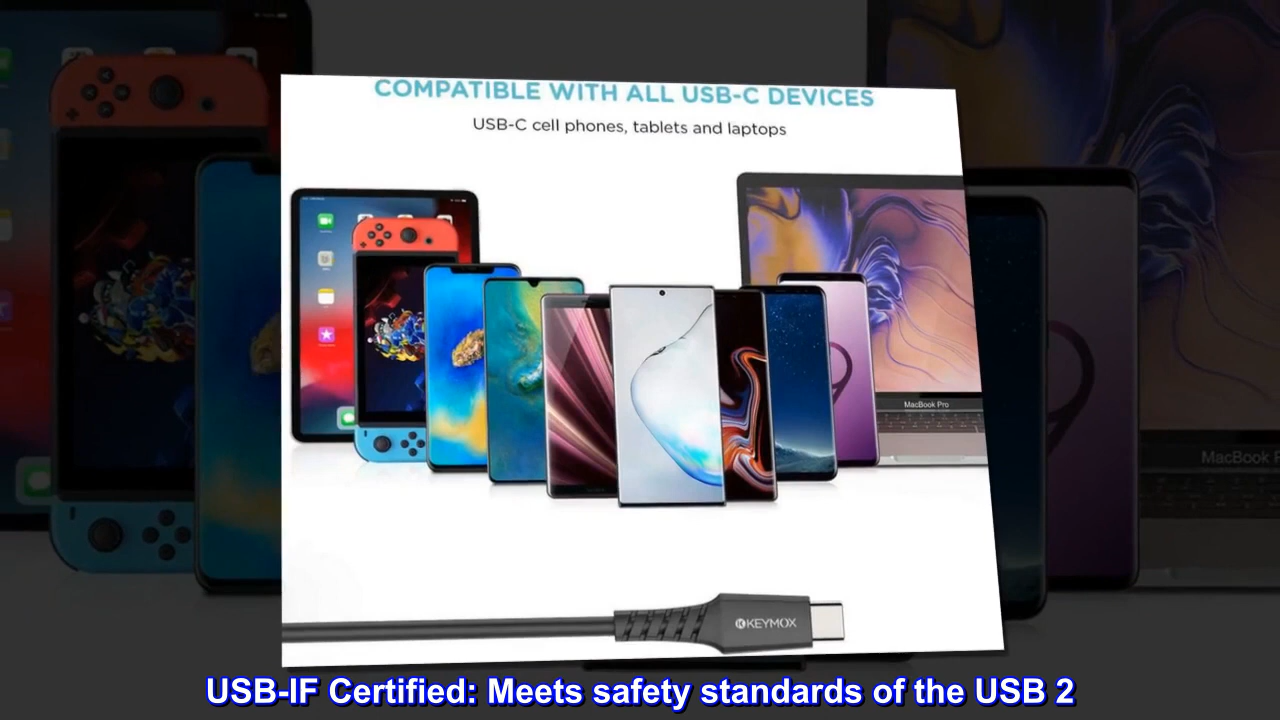 COMPATIBLE WITH ALL USB-C DEVICES
USB-C cell phones, tablets and laptops
MacBook Pro
MacBook P
KEYMOX
USB-IF Certified: Meets safety standards of the USB 2